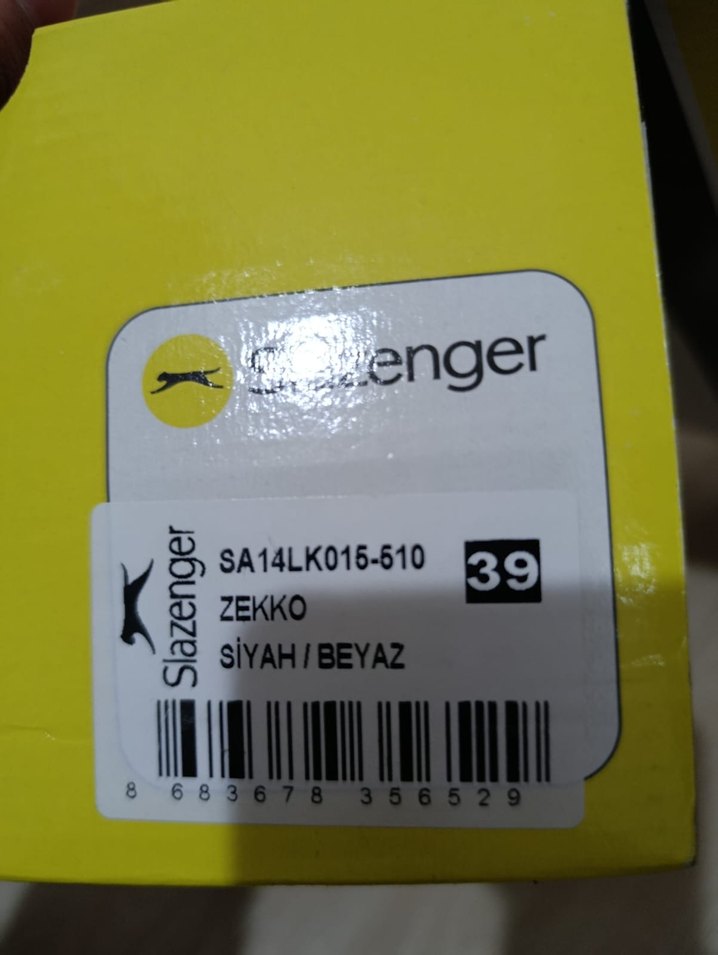 Slazenger
Slazenger
SA14LK015-510
39
ZEKKO
SİYAH / BEYAZ
8 683678 356529